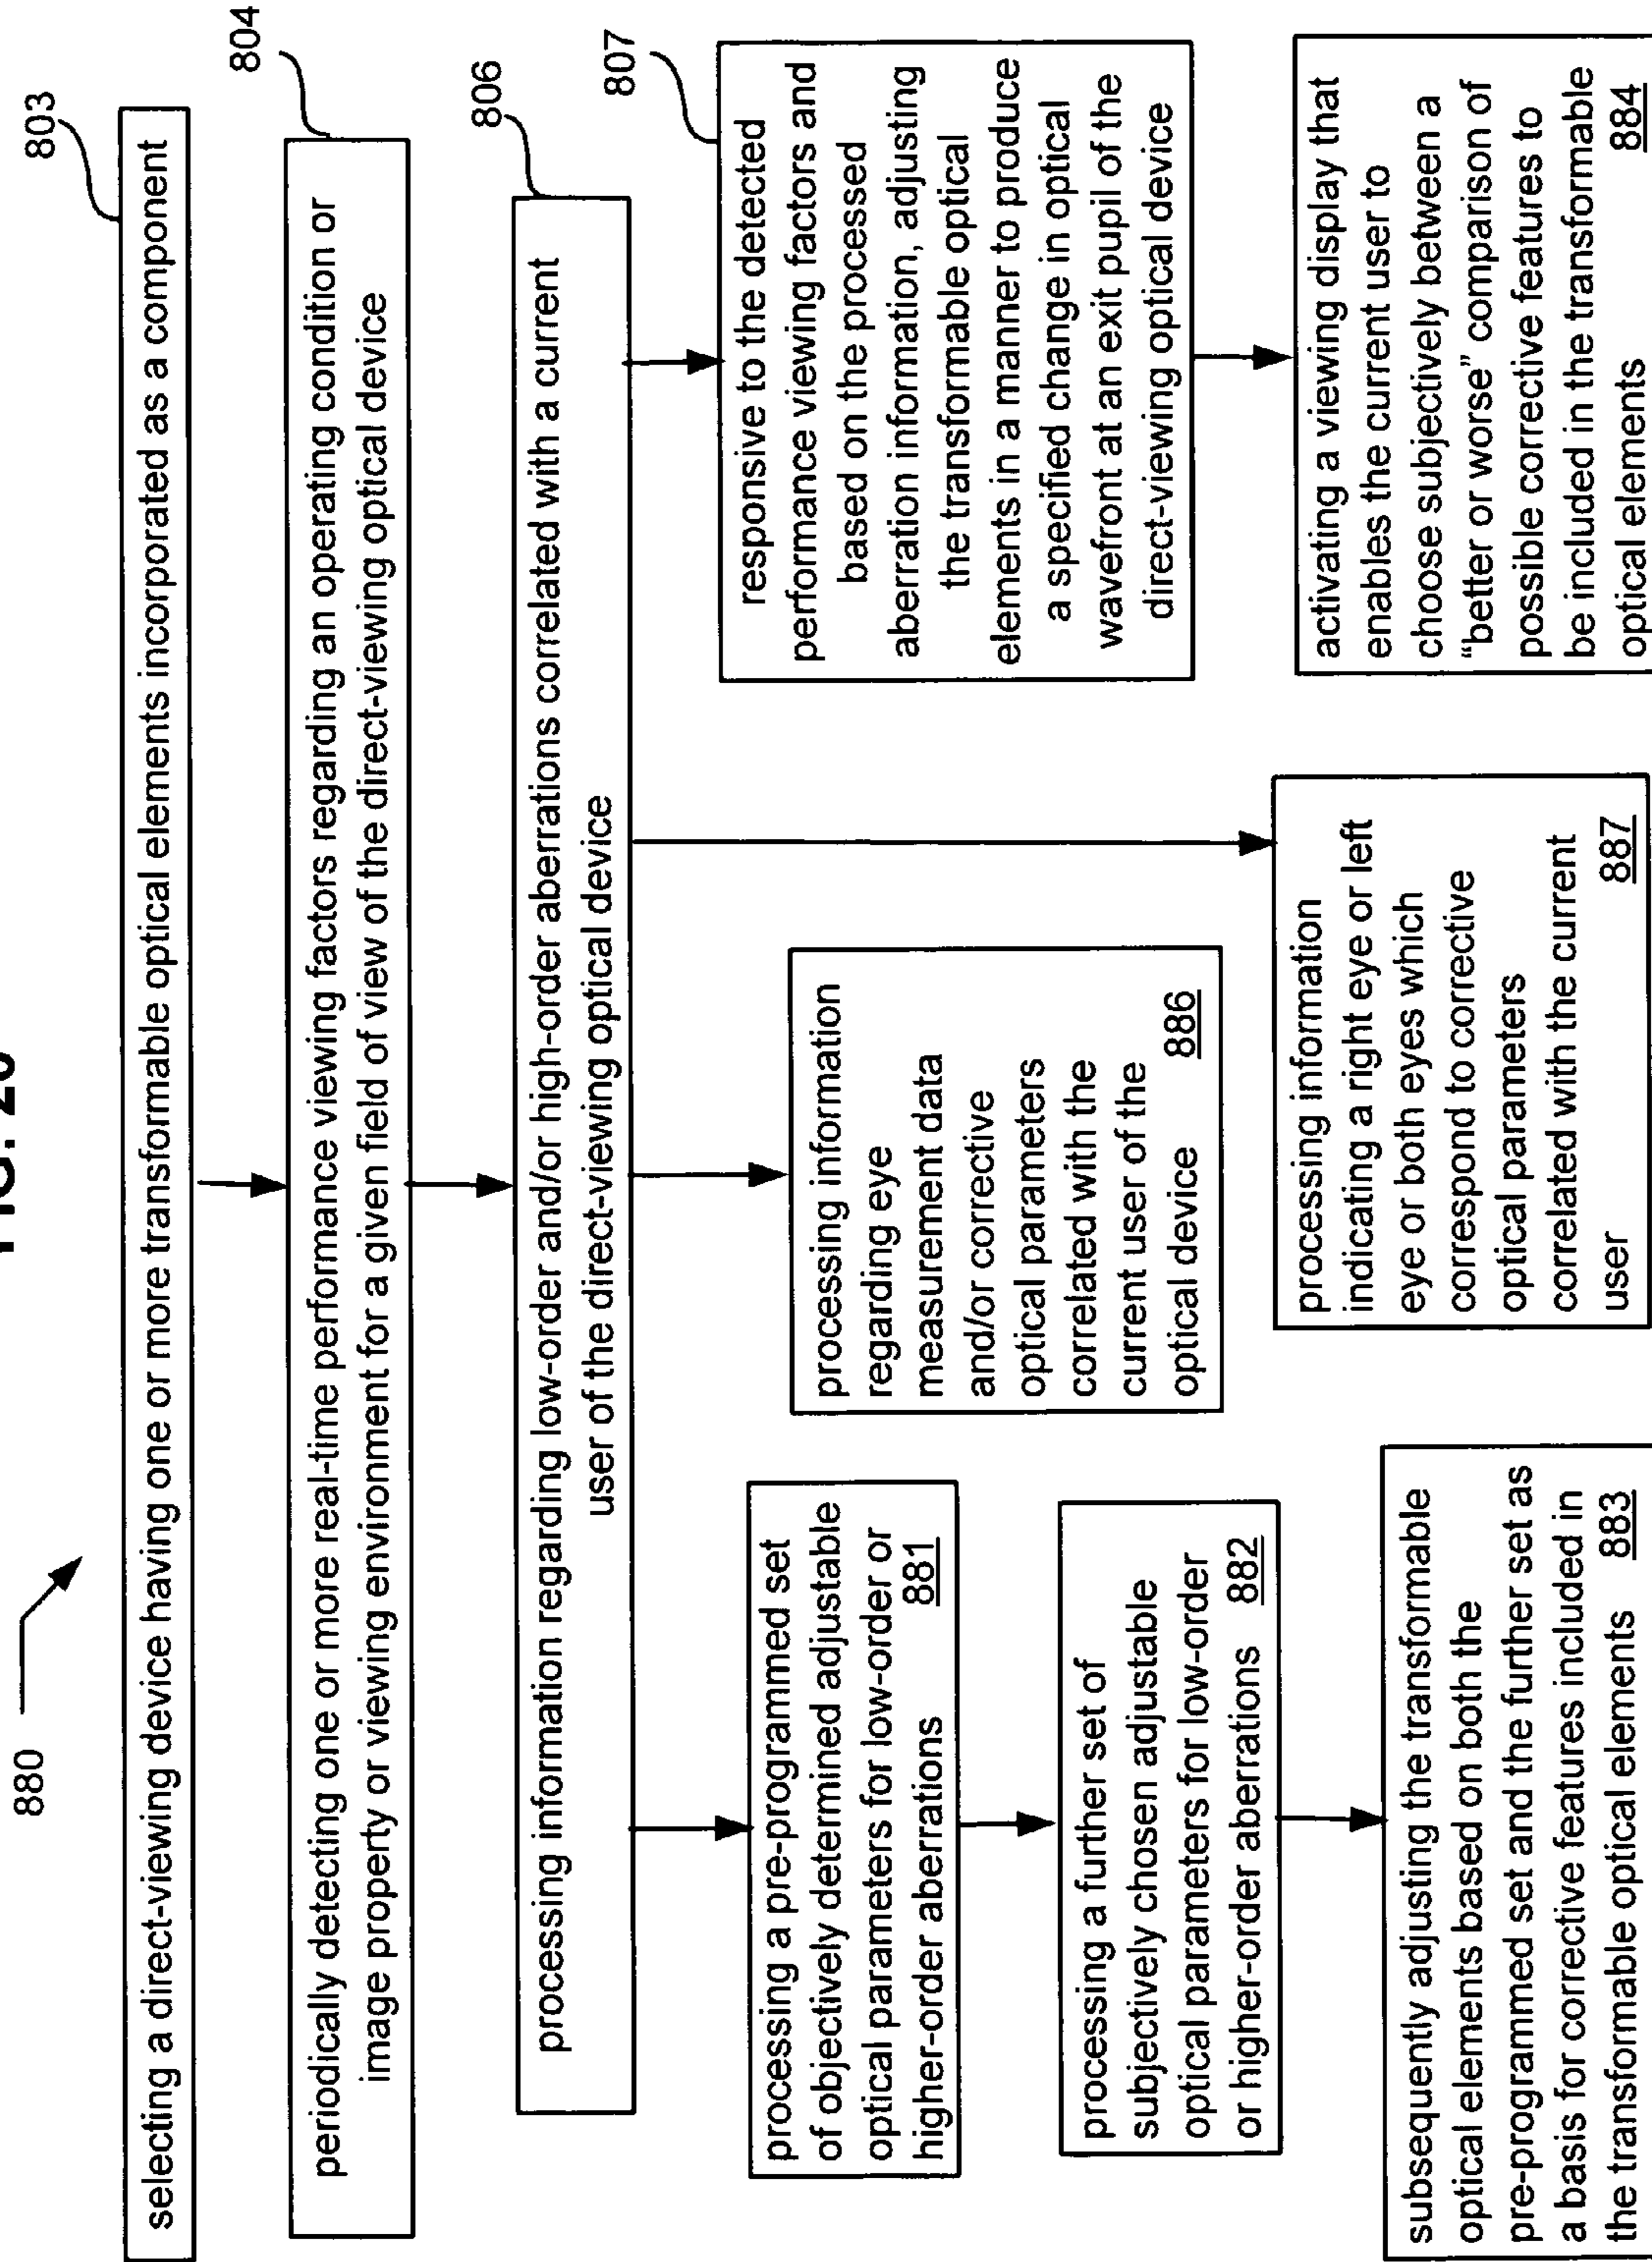 FIG.
880
803
selecting a direct-viewing device having one or more transformable optical elements incorporated as a component
804
periodically detecting one or more real-time performance viewing factors regarding an operating condition or
image property or viewing environment for a given field of view of the direct-viewing optical device
806
processing information regarding low-order and/or high-order aberrations correlated with a current
user of the direct-viewing optical device
processing a pre-programmed set
of objectively determined adjustable
optical parameters for low-order or
higher-order aberrations 881
processing a further set of
subjectively chosen adjustable
optical parameters for low-order
or higher-order aberrations 882
subsequently adjusting the transformable
optical elements based on both the
pre-programmed set and the further set as
a basis for corrective features included in
the transformable optical elements 883
processing information
regarding eye
measurement data
and/or corrective
optical parameters
correlated with the
current user of the
optical device 886
processing information
indicating a right eye or left
eye or both eyes which
correspond to corrective
optical parameters
correlated with the current
user 887
807
responsive to the detected
performance viewing factors and
based on the processed
aberration information, adjusting
the transformable optical
elements in a manner to produce
a specified change in optical
wavefront at an exit pupil of the
direct-viewing optical device
activating a viewing display that
enables the current user to
choose subjectively between a
“better or worse” comparison of
possible corrective features to
be included in the transformable
optical elements 884